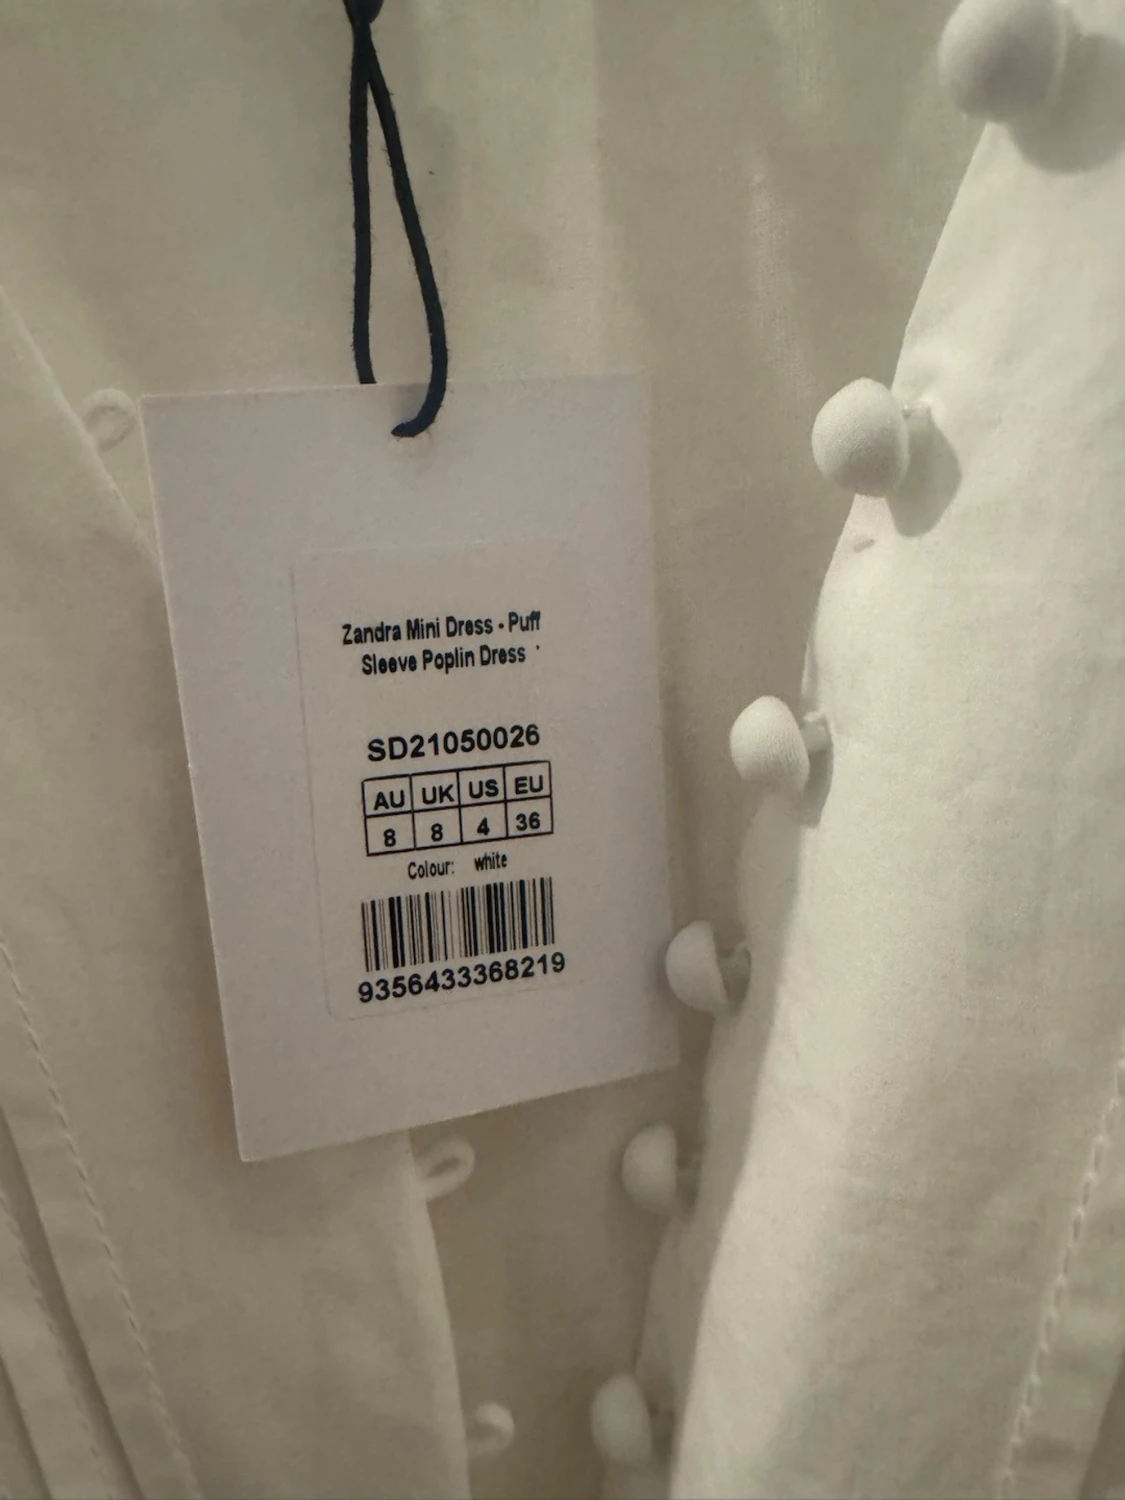 Zandra Mini Dress - Puff
Sleeve Poplin Dress
SD21050026
AU UK US EU
8 8 4 36
Colour: white
9356433368219